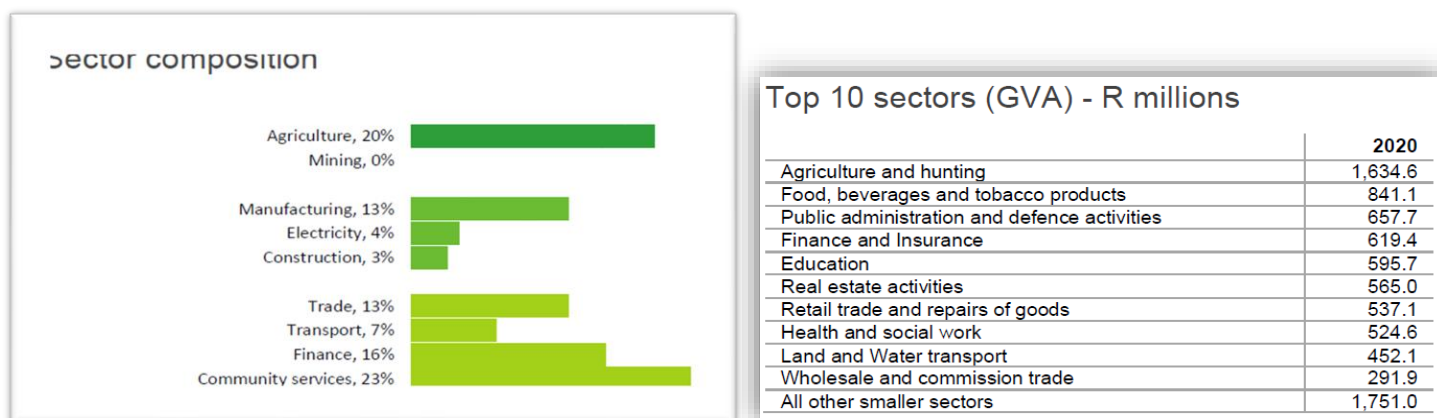 Sector composition
Agriculture, 20%
Mining, 0%
Manufacturing, 13%
Electricity, 4%
Construction, 3%
Trade, 13%
Transport, 7%
Finance, 16%
Community services, 23%
Top 10 sectors (GVA) - R millions
2020
Agriculture and hunting 1,634.6
Food, beverages and tobacco products 841.1
Public administration and defence activities 657.7
Finance and Insurance 619.4
Education 595.7
Real estate activities 565.0
Retail trade and repairs of goods 537.1
Health and social work 524.6
Land and Water transport 452.1
Wholesale and commission trade 291.9
All other smaller sectors 1,751.0